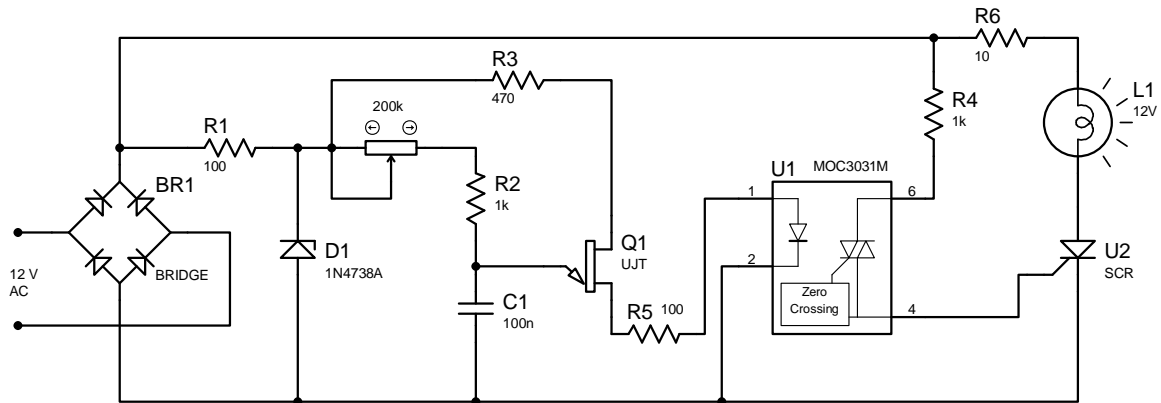 R6
10
R3
470
L1
12V
200k
R4
1k
R1
100
U1
MOC3031M
BR1
R2
1k
1
6
D1
1N4738A
Q1
UJT
U2
SCR
12 V
AC
BRIDGE
2
Zero
Crossing
C1
100n
R5
100
4